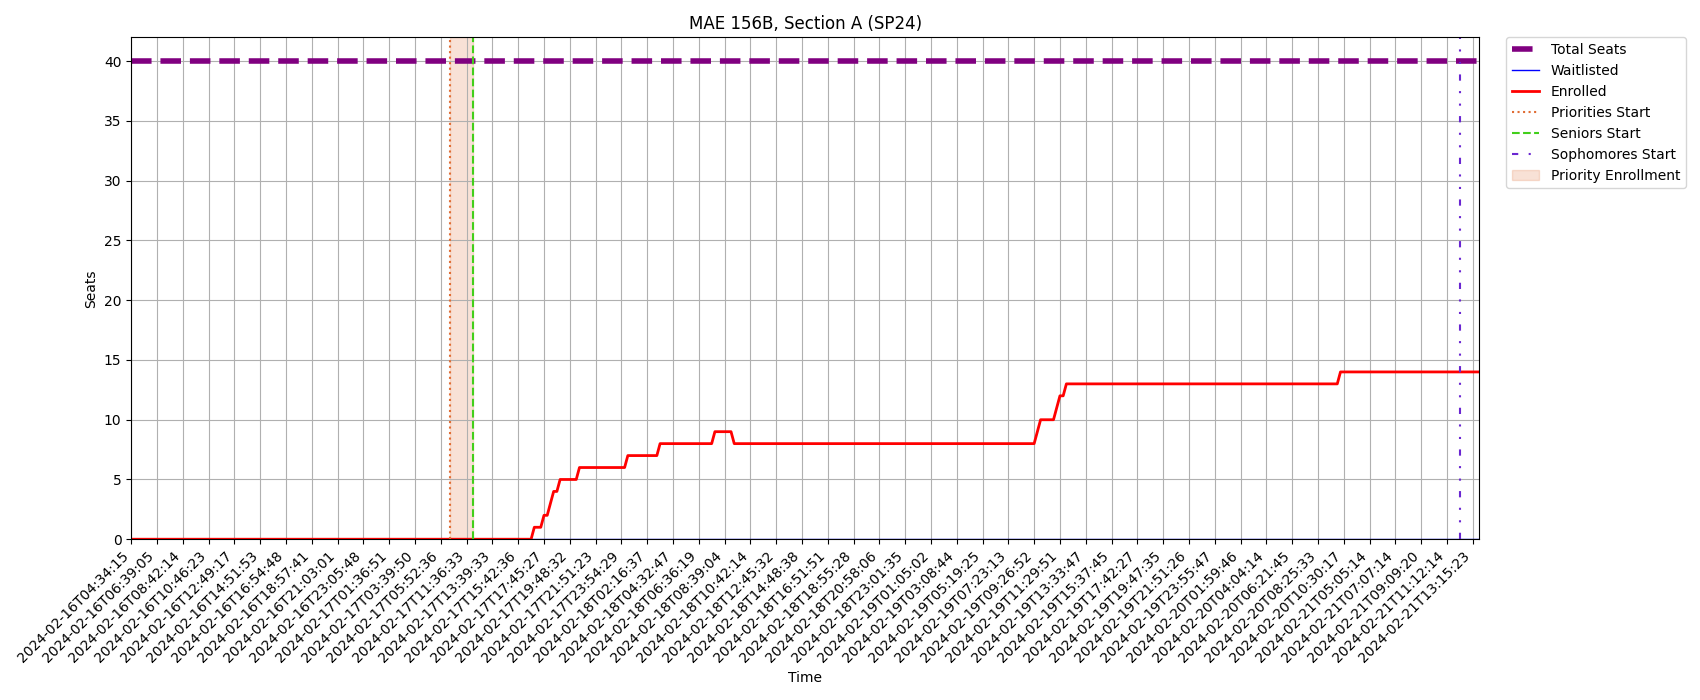 MAE 156B, Section A (SP24)
Total Seats
Waitlisted
Enrolled
Priorities Start
Seniors Start
Sophomores Start
Priority Enrollment
Seats
40
35
30
25
20
15
10
5
0
2024-02-16T04:34:15
2024-02-16T06:39:05
2024-02-16T08:42:14
2024-02-16T10:46:23
2024-02-16T12:49:17
2024-02-16T14:51:53
2024-02-16T16:54:48
2024-02-16T18:57:41
2024-02-16T21:03:01
2024-02-16T23:05:48
2024-02-17T01:36:51
2024-02-17T03:39:50
2024-02-17T05:52:36
2024-02-17T11:36:33
2024-02-17T13:39:33
2024-02-17T15:42:36
2024-02-17T17:45:27
2024-02-17T19:48:32
2024-02-17T21:51:23
2024-02-17T23:54:29
2024-02-18T02:16:37
2024-02-18T04:32:47
2024-02-18T06:36:19
2024-02-18T08:39:04
2024-02-18T10:42:14
2024-02-18T12:45:32
2024-02-18T14:48:38
2024-02-18T16:51:51
2024-02-18T18:55:28
2024-02-18T20:58:06
2024-02-18T23:01:35
2024-02-19T01:05:02
2024-02-19T03:08:44
2024-02-19T05:19:25
2024-02-19T07:23:13
2024-02-19T09:26:52
2024-02-19T11:29:51
2024-02-19T13:33:47
2024-02-19T15:37:45
2024-02-19T17:42:27
2024-02-19T19:47:35
2024-02-19T21:51:26
2024-02-19T23:55:47
2024-02-20T01:59:46
2024-02-20T04:04:14
2024-02-20T06:21:45
2024-02-20T08:25:33
2024-02-20T10:30:17
2024-02-21T05:05:14
2024-02-21T07:07:14
2024-02-21T09:09:20
2024-02-21T11:12:14
2024-02-21T13:15:23
Time